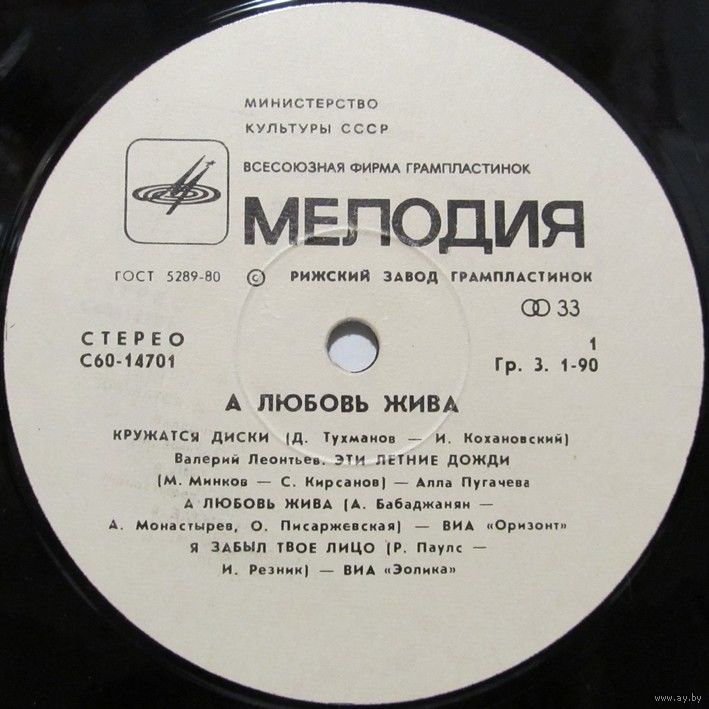 МИНИСТЕРСТВО
КУЛЬТУРЫ СССР
ВСЕСОЮЗНАЯ ФИРМА ГРАМПЛАСТИНОК
МЕЛОДИЯ
ГОСТ 5289-80 © РИЖСКИЙ ЗАВОД ГРАМПЛАСТИНОК
33
СТЕРЕО 1
С60-14701 Гр. 3. 1-90
А ЛЮБОВЬ ЖИВА
КРУЖАТСЯ ДИСКИ (Д. Тухманов — И. Кохановский)
Валерий Леонтьев. ЭТИ ЛЕТНИЕ ДОЖДИ
(М. Минков — С. Кирсанов) — Алла Пугачева
А ЛЮБОВЬ ЖИВА (А. Бабаджанян —
А. Монастырев, О. Писаржевская) — ВИА «Оризонт»
Я ЗАБЫЛ ТВОЕ ЛИЦО (Р. Паулс —
И. Резник) — ВИА «Эолика»
www.ay.by